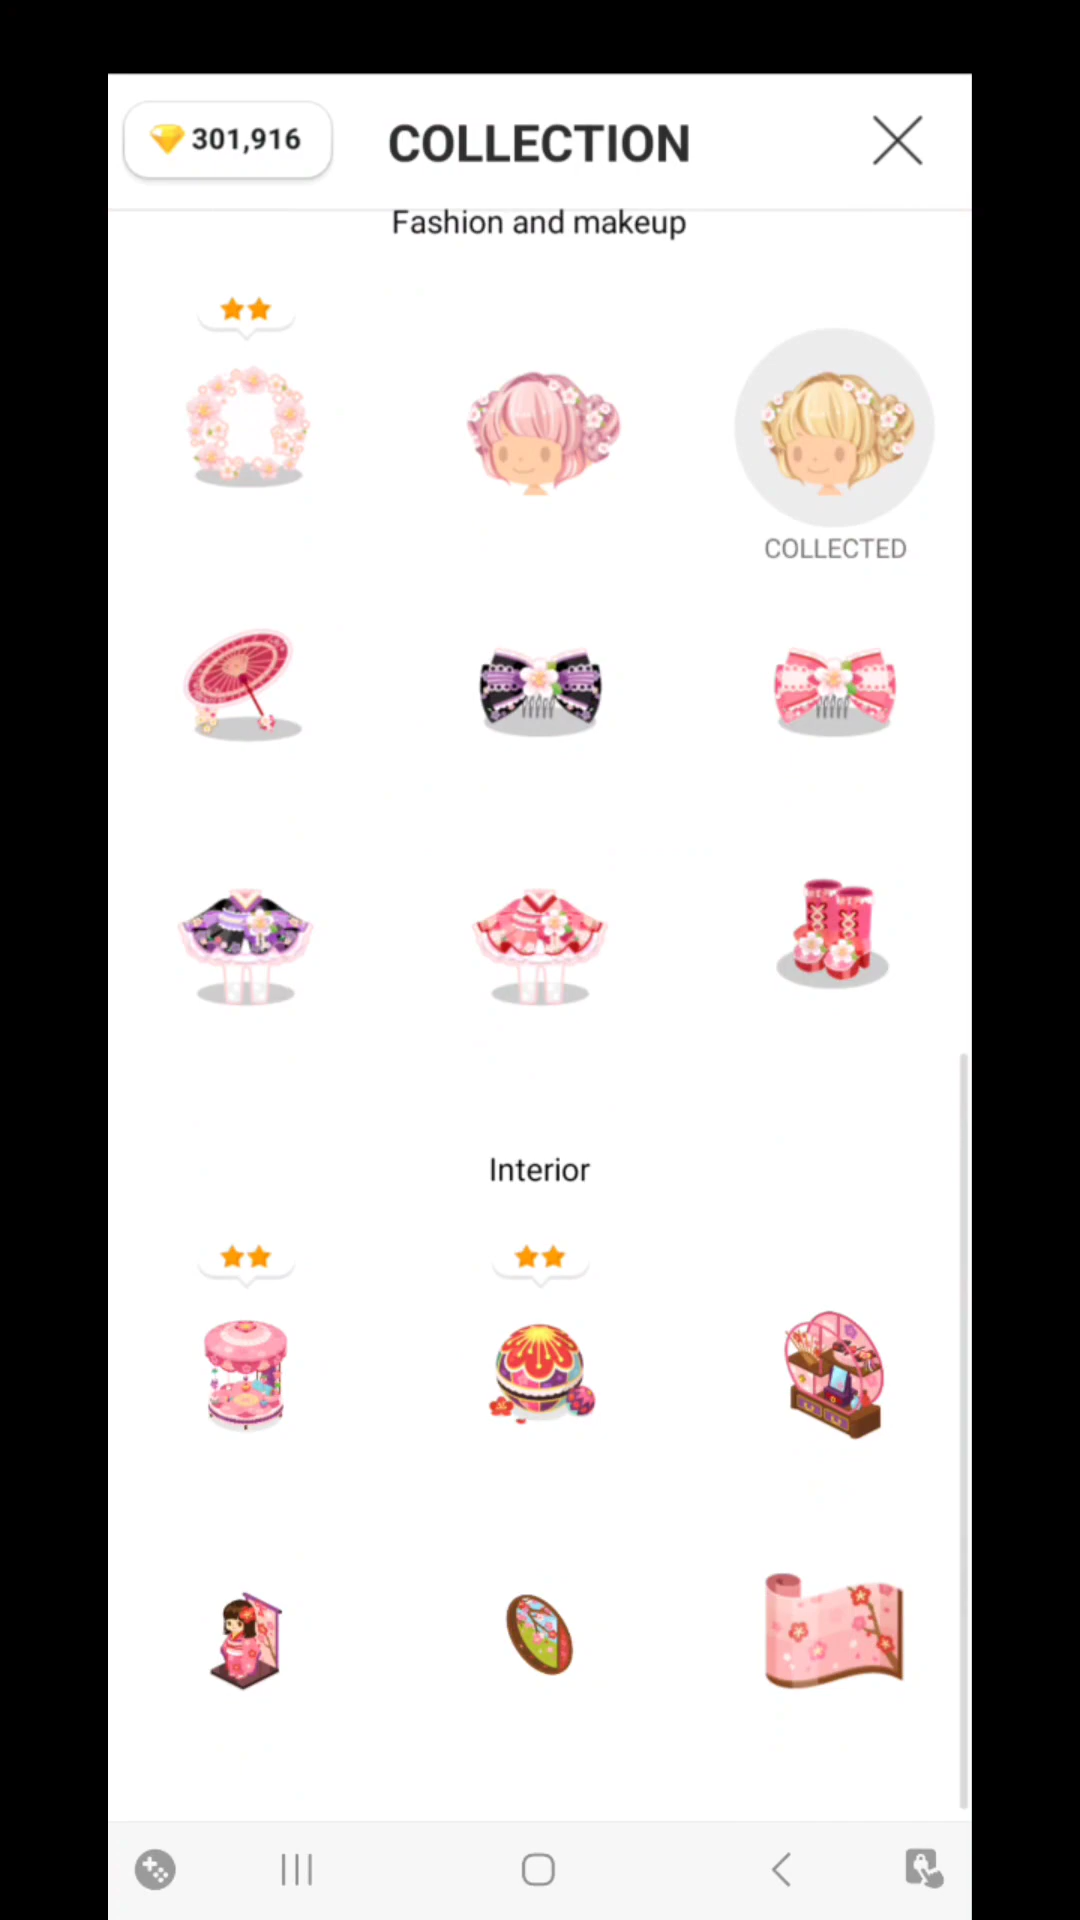 301,916
COLLECTION
Fashion and makeup
COLLECTED
Interior